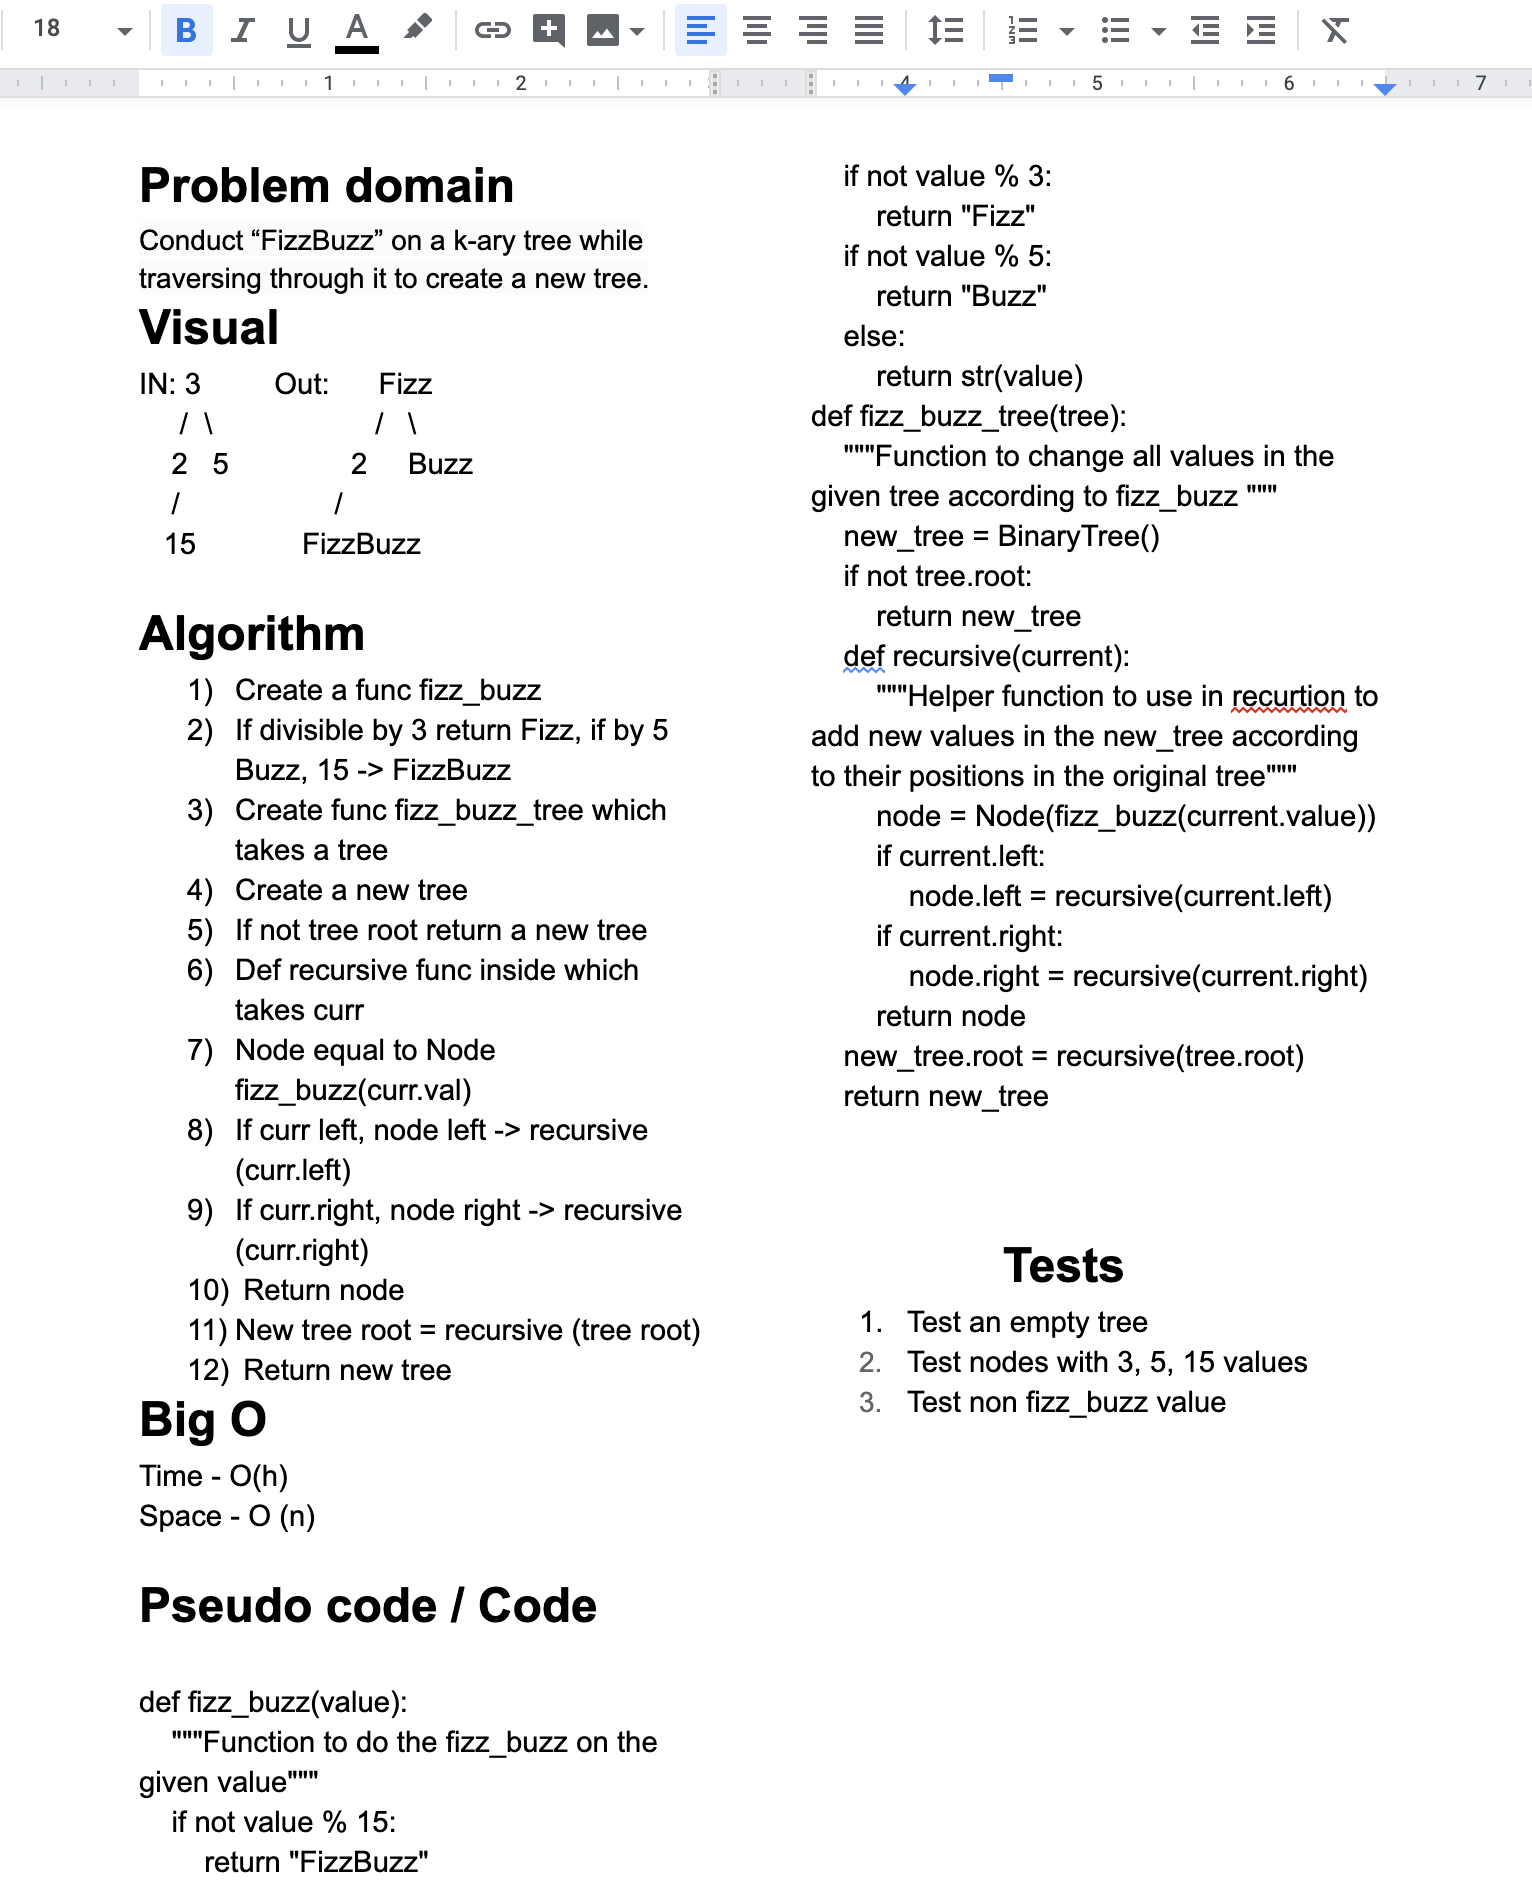 18 B I U A
1 2 4 5 6 7
Problem domain
Conduct “FizzBuzz” on a k-ary tree while
traversing through it to create a new tree.
Visual
IN: 3 Out: Fizz
/ \ / \
2 5 2 Buzz
/ /
15 FizzBuzz
Algorithm
1) Create a func fizz_buzz
2) If divisible by 3 return Fizz, if by 5
Buzz, 15 -> FizzBuzz
3) Create func fizz_buzz_tree which
takes a tree
4) Create a new tree
5) If not tree root return a new tree
6) Def recursive func inside which
takes curr
7) Node equal to Node
fizz_buzz(curr.val)
8) If curr left, node left -> recursive
(curr.left)
9) If curr.right, node right -> recursive
(curr.right)
10) Return node
11) New tree root = recursive (tree root)
12) Return new tree
Big O
Time - O(h)
Space - O (n)
Pseudo code / Code
def fizz_buzz(value):
"""Function to do the fizz_buzz on the
given value"""
if not value % 15:
return "FizzBuzz"
if not value % 3:
return "Fizz"
if not value % 5:
return "Buzz"
else:
return str(value)
def fizz_buzz_tree(tree):
"""Function to change all values in the
given tree according to fizz_buzz """
new_tree = BinaryTree()
if not tree.root:
return new_tree
def recursive(current):
"""Helper function to use in recurtion to
add new values in the new_tree according
to their positions in the original tree"""
node = Node(fizz_buzz(current.value))
if current.left:
node.left = recursive(current.left)
if current.right:
node.right = recursive(current.right)
return node
new_tree.root = recursive(tree.root)
return new_tree
Tests
1. Test an empty tree
2. Test nodes with 3, 5, 15 values
3. Test non fizz_buzz value